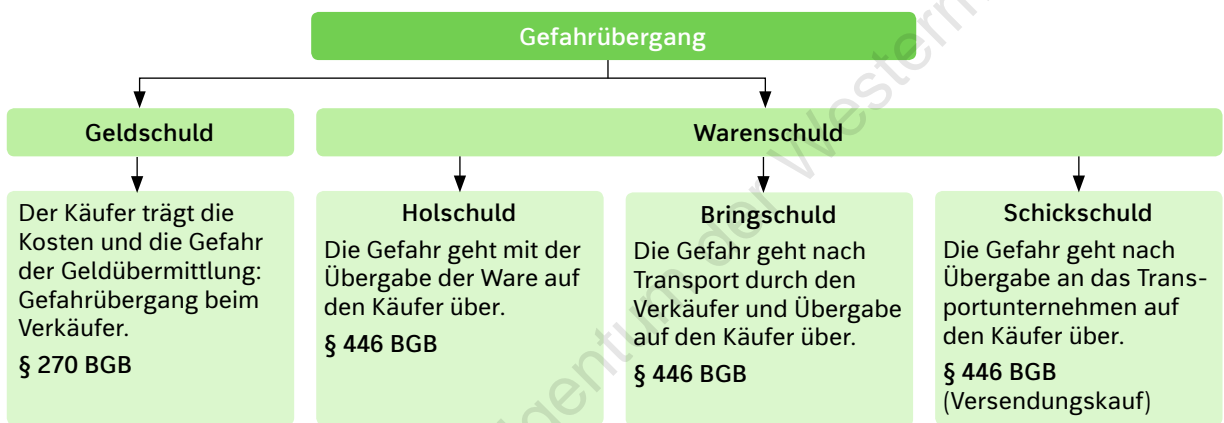 Gefahrübergang
Geldschuld
Warenschuld
Der Käufer trägt die
Kosten und die Gefahr
der Geldübermittlung:
Gefahrübergang beim
Verkäufer.
§ 270 BGB
Holschuld
Die Gefahr geht mit der
Übergabe der Ware auf
den Käufer über.
§ 446 BGB
Bringschuld
Die Gefahr geht nach
Transport durch den
Verkäufer und Übergabe
auf den Käufer über.
§ 446 BGB
Schickschuld
Die Gefahr geht nach
Übergabe an das Trans-
portunternehmen auf
den Käufer über.
§ 446 BGB
(Versendungskauf)
der